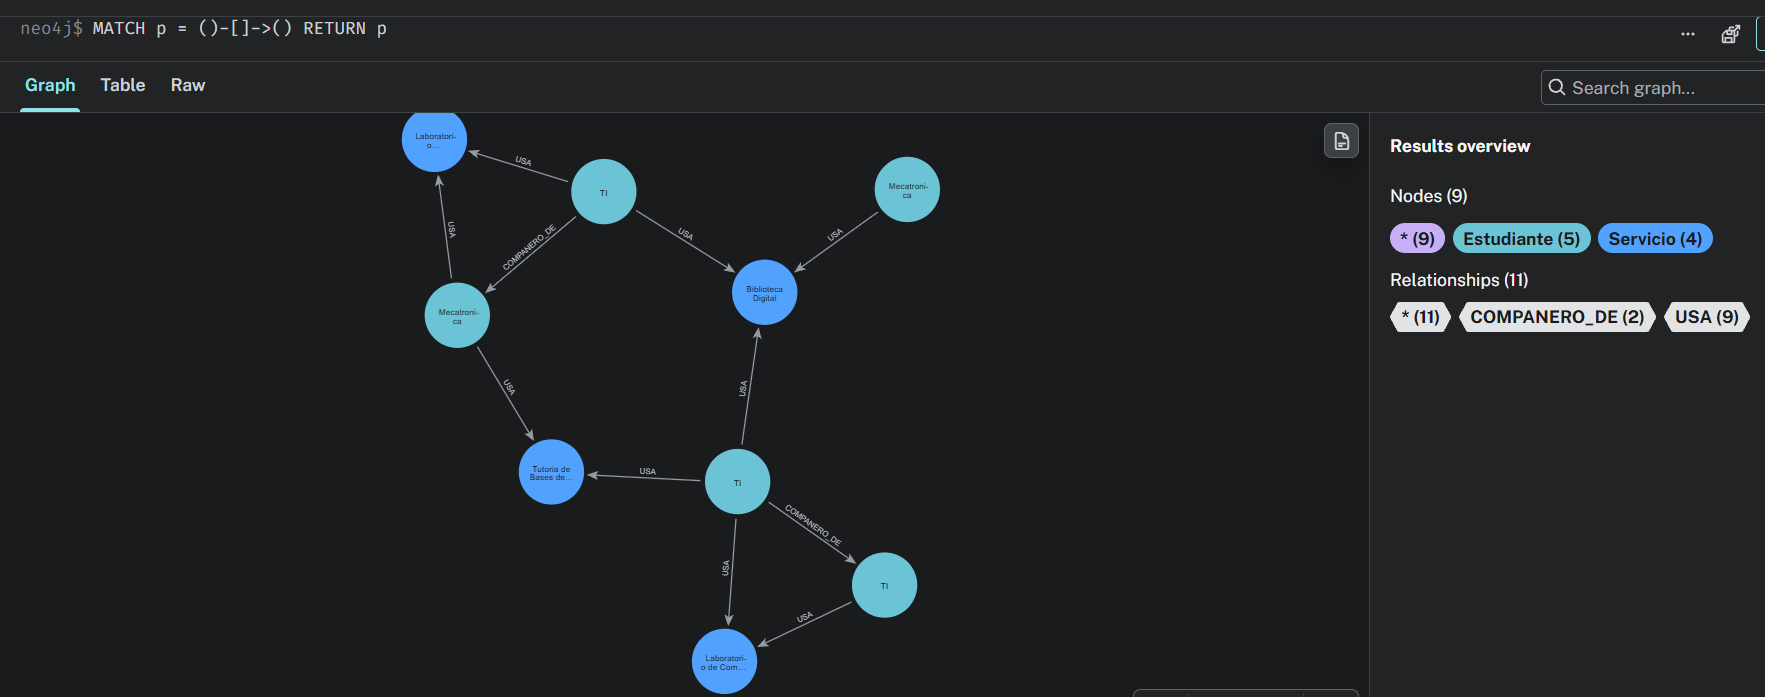 neo4j$ MATCH p = ()-[]->() RETURN p
Graph Table Raw
Search graph...
Laboratori-
o...
USA
TI
Mecatroni-
ca
USA
COMPANERO_DE
USA
USA
Biblioteca
Digital
Mecatroni-
ca
USA
USA
Tutoria de
Bases de...
USA
TI
COMPANERO_DE
USA
TI
USA
Laboratori-
o de Com...
Results overview
Nodes (9)
* (9) Estudiante (5) Servicio (4)
Relationships (11)
* (11) COMPANERO_DE (2) USA (9)